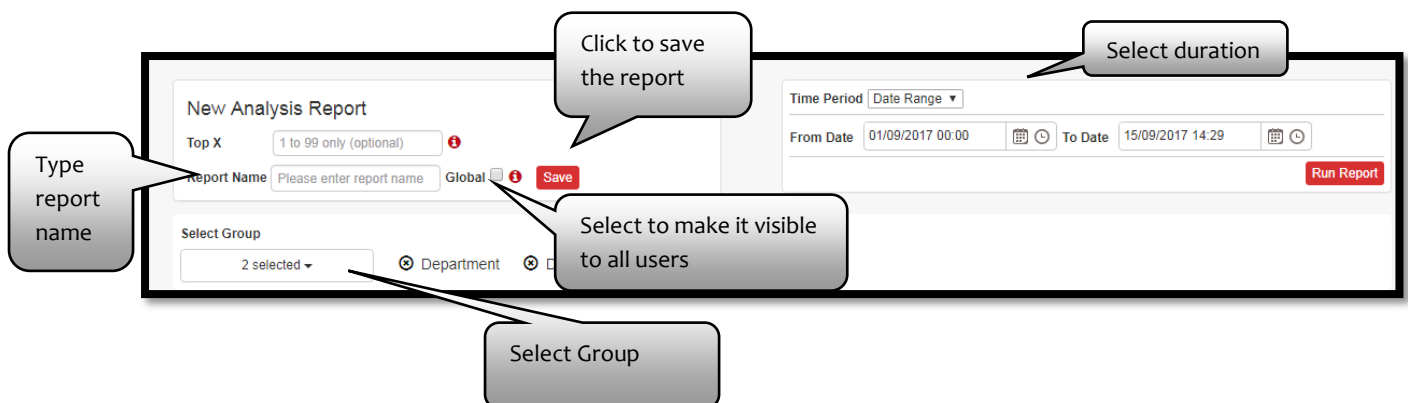 Click to save
the report
Select duration
New Analysis Report
Top X 1 to 99 only (optional)
Report Name Please enter report name Global Save
Time Period Date Range
From Date 01/09/2017 00:00 To Date 15/09/2017 14:29
Run Report
Type
report
name
Select to make it visible
to all users
Select Group
2 selected Department D
Select Group